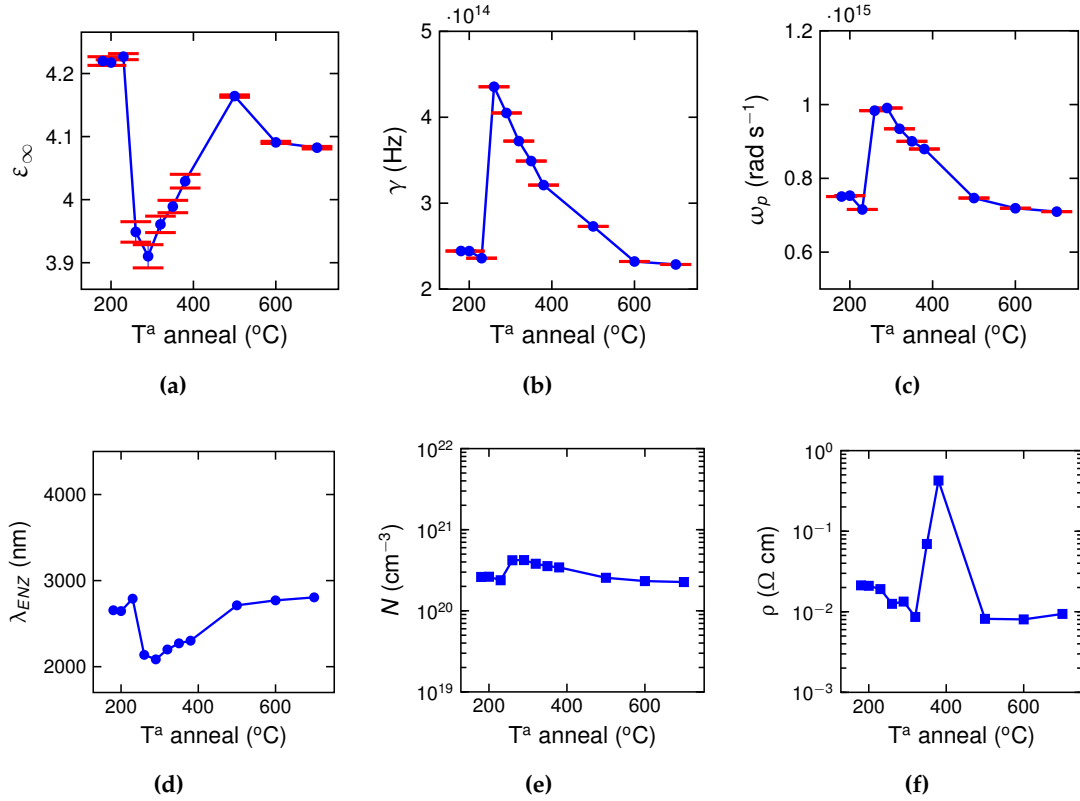 ·10¹⁴
·10¹⁵
4.2
4.1
4
3.9
ε∞
200 400 600
Tᵃ anneal (ºC)
(a)
6
4
2
γ (Hz)
200 400 600
Tᵃ anneal (ºC)
(b)
1.2
1
0.8
0.6
ωₚ (rad s⁻¹)
200 400 600
Tᵃ anneal (ºC)
(c)
4000
3000
2000
λENZ (nm)
200 400 600
Tᵃ anneal (ºC)
(d)
10²²
10²¹
10²⁰
10¹⁹
N (cm⁻³)
200 400 600
Tᵃ anneal (ºC)
(e)
10⁰
10⁻¹
10⁻²
10⁻³
ρ (Ω cm)
200 400 600
Tᵃ anneal (ºC)
(f)